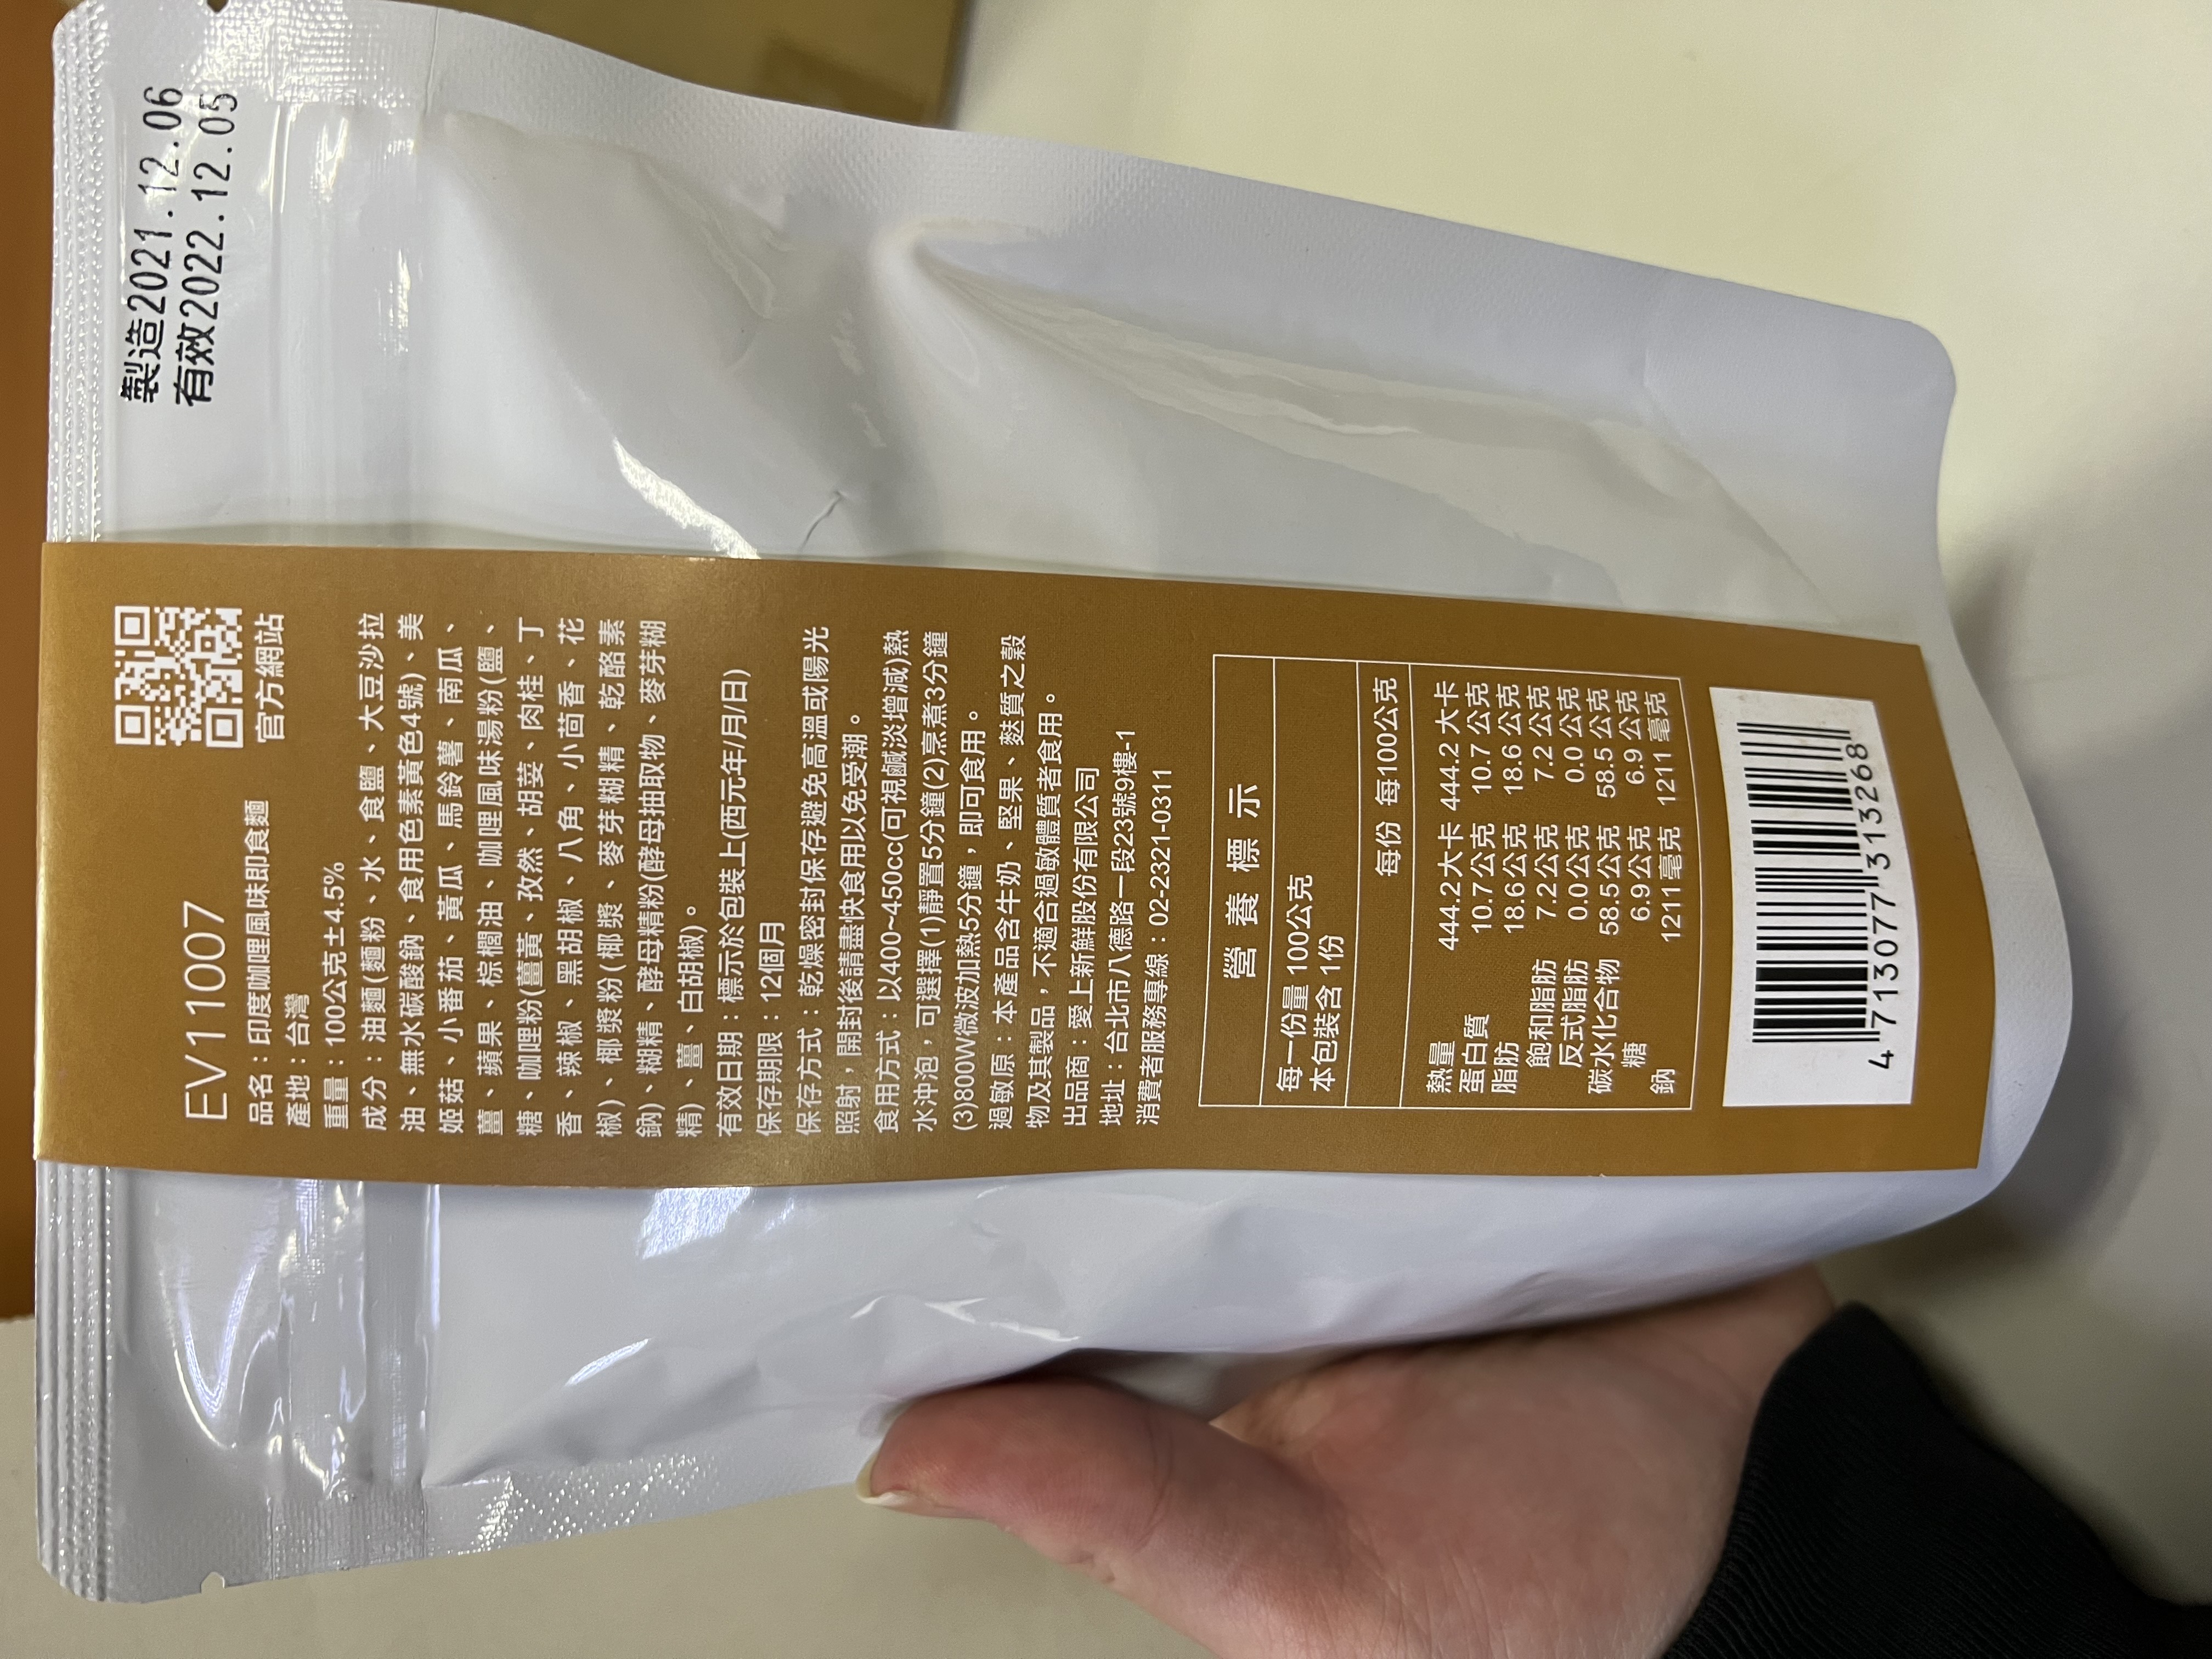 製造2021.12.06
有效2022.12.05
官方網站
EV11007
品名：印度咖哩風味即食麵
產地：台灣
重量：100公克±4.5%
成分：油麵(麵粉、水、食鹽、大豆沙拉
油、無水碳酸鈉、食用色素黃色4號)、美
姬菇、小番茄、黃瓜、馬鈴薯、南瓜、
薑、蘋果、棕櫚油、咖哩風味湯粉(鹽、
糖、咖哩粉(薑黃、孜然、胡荽、肉桂、丁
香、辣椒、黑胡椒、八角、小茴香、花
椒)、椰漿粉(椰漿、麥芽糊精、乾酪素
鈉)、糊精、酵母精粉(酵母抽取物、麥芽糊
精)、薑、白胡椒)。
有效日期：標示於包裝上(西元年/月/日)
保存期限：12個月
保存方式：乾燥密封保存避免高溫或陽光
照射，開封後請盡快食用以免受潮。
食用方式：以400~450cc(可視鹹淡增減)熱
水沖泡，可選擇(1)靜置5分鐘(2)烹煮3分鐘
(3)800W微波加熱5分鐘，即可食用。
過敏原：本產品含牛奶、堅果、麩質之穀
物及其製品，不適合過敏體質者食用。
出品商：愛上新鮮股份有限公司
地址：台北市八德路一段23號9樓-1
消費者服務專線：02-2321-0311
營養標示
每一份量 100公克
本包裝含 1份
每份 每100公克
熱量 444.2大卡 444.2 大卡
蛋白質 10.7公克 10.7 公克
脂肪 18.6公克 18.6 公克
飽和脂肪 7.2公克 7.2 公克
反式脂肪 0.0公克 0.0 公克
碳水化合物 58.5公克 58.5 公克
糖 6.9公克 6.9 公克
鈉 1211毫克 1211 毫克
4 713077 313268